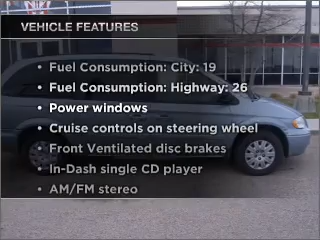 VEHICLE FEATURES
• Fuel Consumption: City: 19
• Fuel Consumption: Highway: 26
• Power windows
• Cruise controls on steering wheel
• Front Ventilated disc brakes
• In-Dash single CD player
• AM/FM stereo